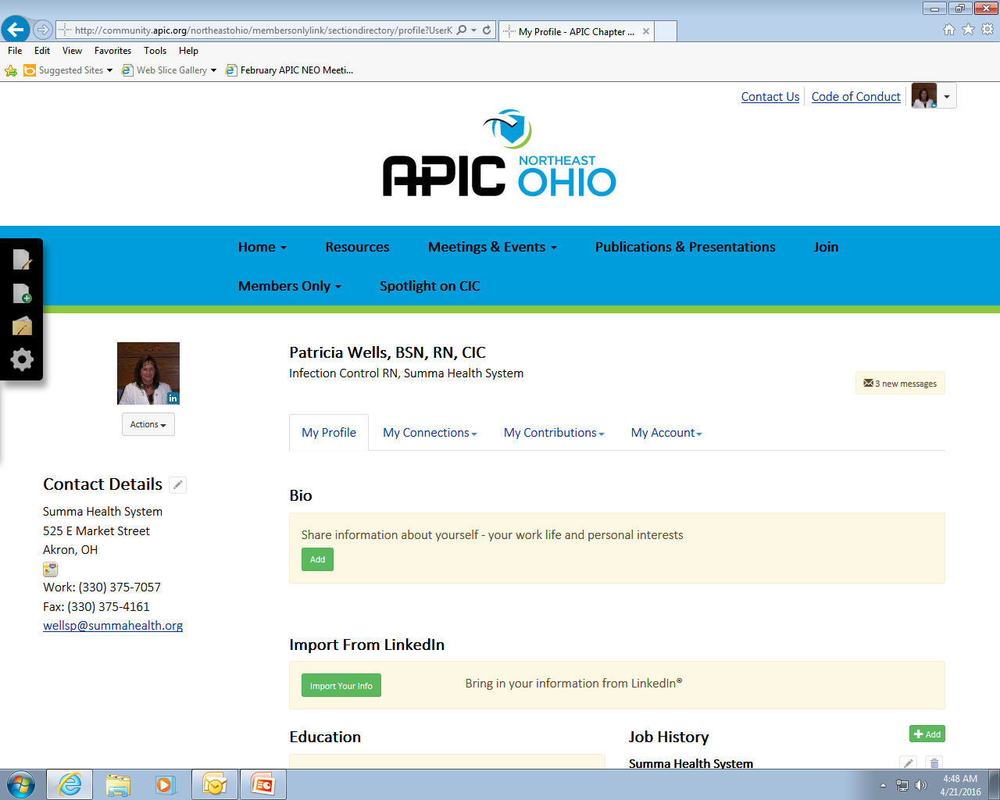 http://community.apic.org/northeastohio/membersonlylink/sectiondirectory/profile?UserK
My Profile - APIC Chapter ...
File Edit View Favorites Tools Help
Suggested Sites Web Slice Gallery February APIC NEO Meeti...
Contact Us Code of Conduct
APIC NORTHEAST OHIO
Home Resources Meetings & Events Publications & Presentations Join
Members Only Spotlight on CIC
in
Actions
Patricia Wells, BSN, RN, CIC
Infection Control RN, Summa Health System
3 new messages
My Profile My Connections My Contributions My Account
Contact Details
Summa Health System
525 E Market Street
Akron, OH
Work: (330) 375-7057
Fax: (330) 375-4161
wellsp@summahealth.org
Bio
Share information about yourself - your work life and personal interests
Add
Import From LinkedIn
Import Your Info Bring in your information from LinkedIn®
Education
Job History
Add
Summa Health System
4:48 AM
4/21/2016